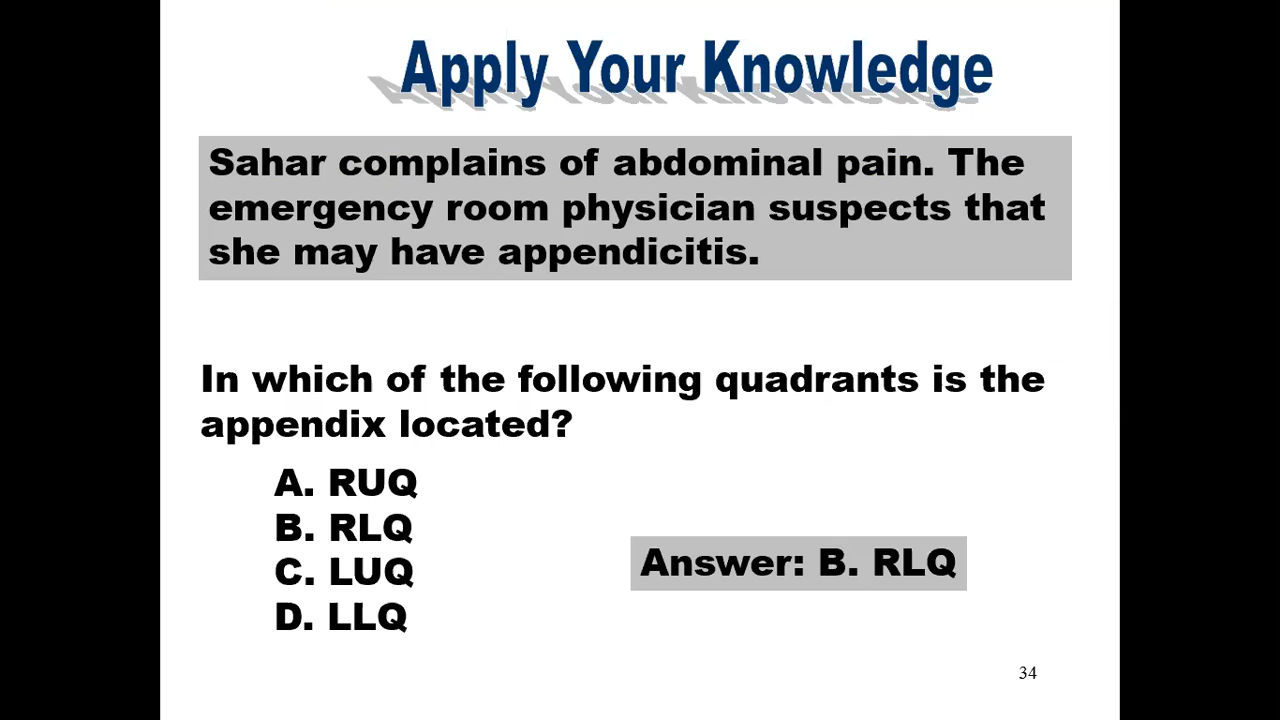 Apply Your Knowledge
Sahar complains of abdominal pain. The
emergency room physician suspects that
she may have appendicitis.
In which of the following quadrants is the
appendix located?
A. RUQ
B. RLQ
C. LUQ
D. LLQ
Answer: B. RLQ
34